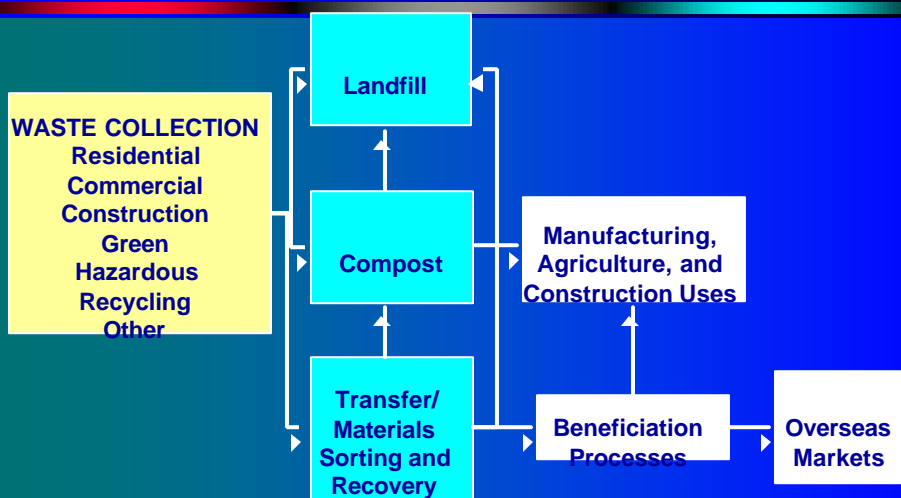 Landfill
WASTE COLLECTION
Residential
Commercial
Construction
Green
Hazardous
Recycling
Other
Compost
Manufacturing,
Agriculture, and
Construction Uses
Transfer/
Materials
Sorting and
Recovery
Beneficiation
Processes
Overseas
Markets